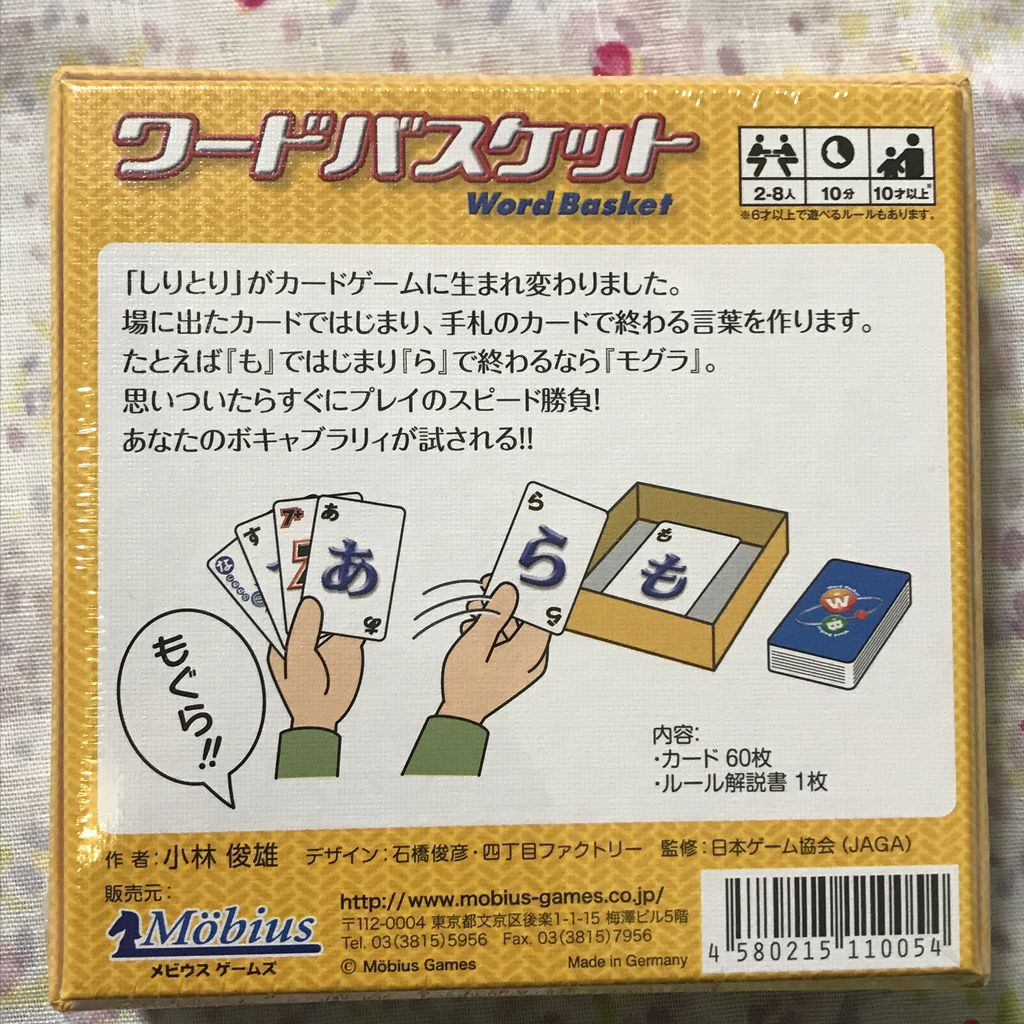 ワードバスケット
Word Basket
2-8人
10分
10才以上※
※6才以上で遊べるルールもあります。
「しりとり」がカードゲームに生まれ変わりました。
場に出たカードではじまり、手札のカードで終わる言葉を作ります。
たとえば『も』ではじまり『ら』で終わるなら『モグラ』。
思いついたらすぐにプレイのスピード勝負!
あなたのボキャブラリィが試される!!
な
す
7+
7
あ
あ
あ
ら
ら
ら
も
も
W
B
もぐら!!
内容:
・カード 60枚
・ルール解説書 1枚
作 者:小林 俊雄 デザイン:石橋俊彦・四丁目ファクトリー 監修:日本ゲーム協会(JAGA)
販売元:
Möbius
メビウス ゲームズ
http://www.mobius-games.co.jp/
〒112-0004 東京都文京区後楽1-1-15 梅澤ビル5階
Tel. 03(3815)5956 Fax. 03(3815)7956
© Möbius Games
Made in Germany
4 580215 110054